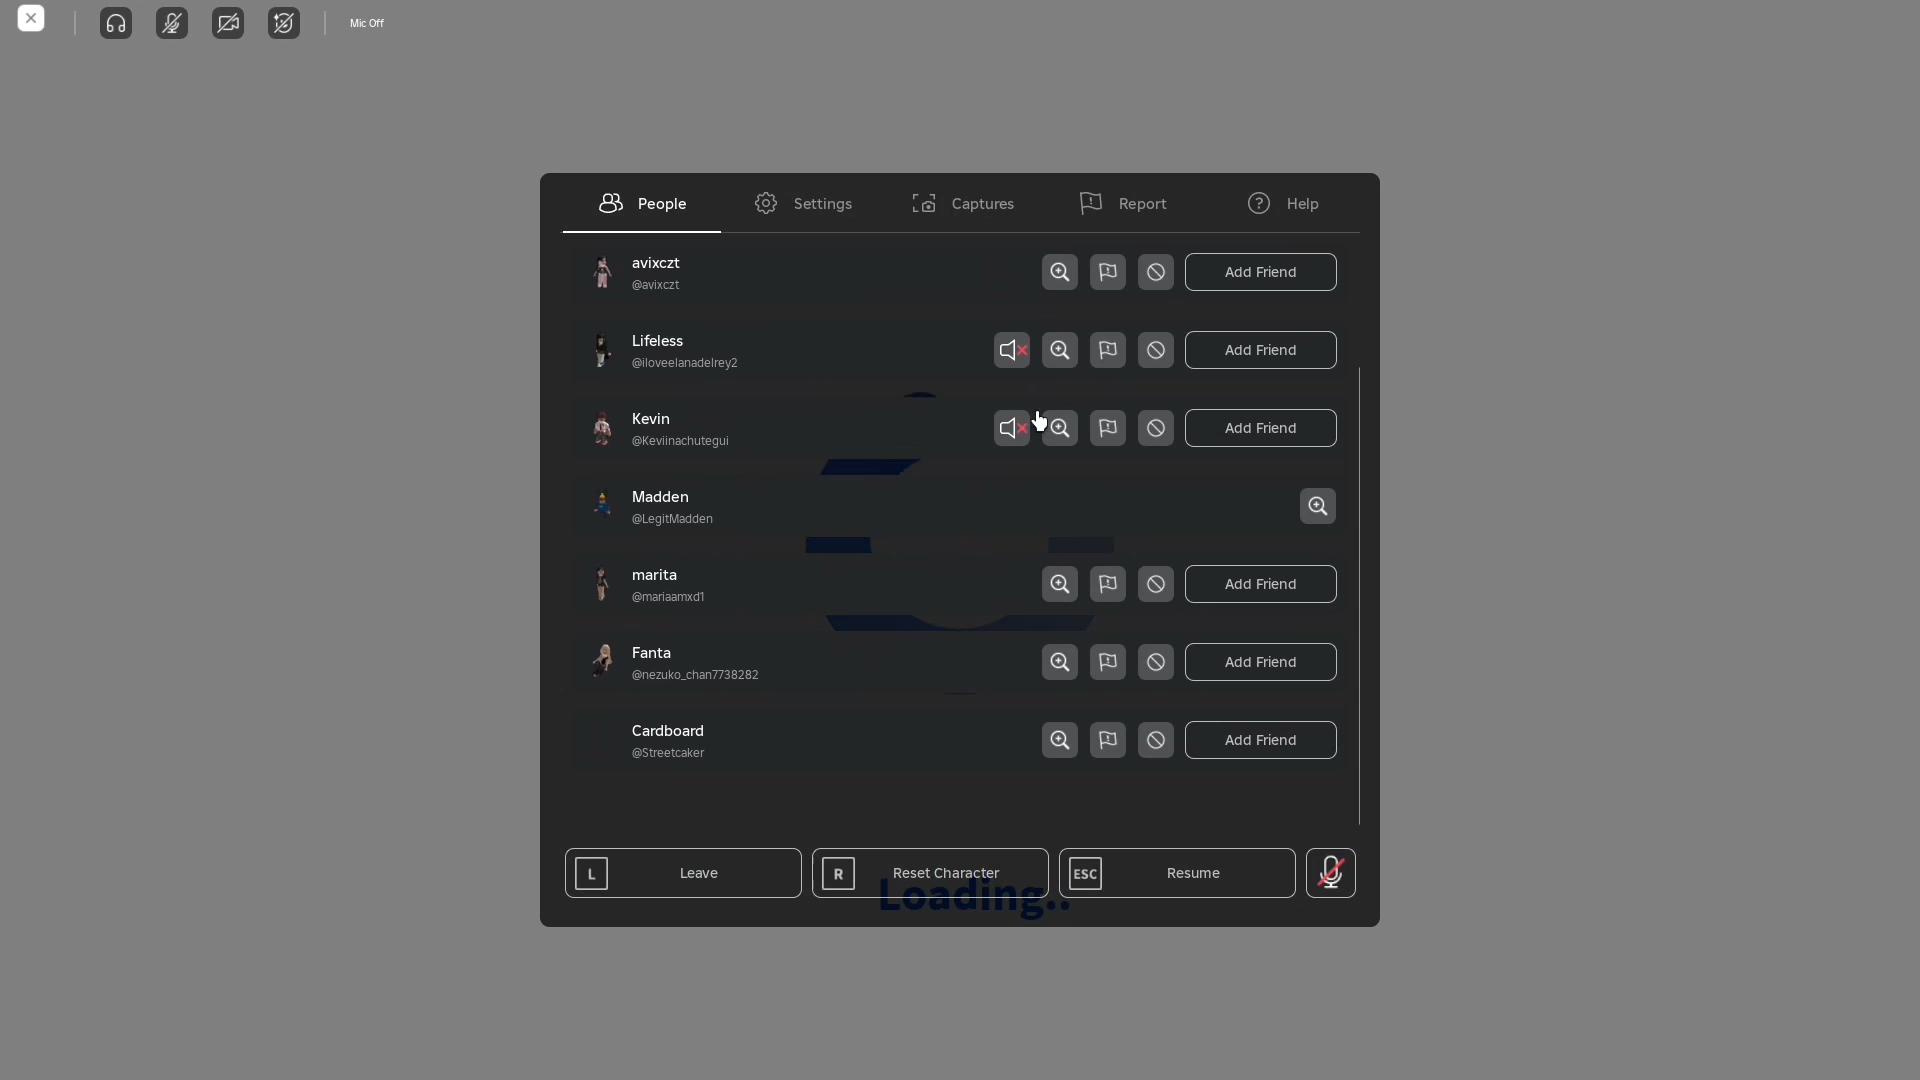 Mic Off
People
Settings
Captures
Report
Help
avixczt
@avixczt
Add Friend
Lifeless
@iloveelanadelrey2
Add Friend
Kevin
@Keviinachutegui
Add Friend
Madden
@LegitMadden
marita
@mariaamxd1
Add Friend
Fanta
@nezuko_chan7738282
Add Friend
Cardboard
@Streetcaker
Add Friend
L Leave
R Reset Character
ESC Resume
Loading..